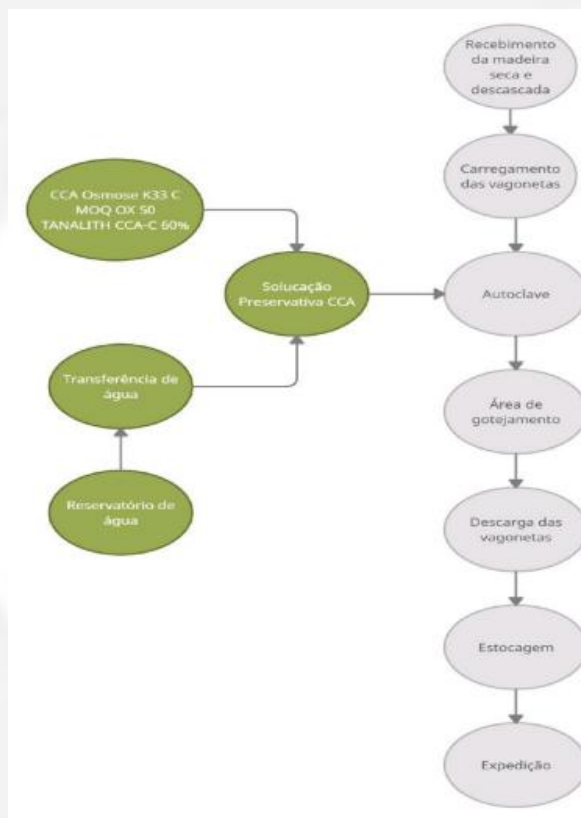 Recebimento
da madeira
seca e
descascada
Carregamento
das vagonetas
CCA Osmose K33 C
MOQ OX 50
TANALITH CCA-C 60%
Solucação
Preservativa CCA
Autoclave
Transferência de
água
Área de
gotejamento
Reservatório de
água
Descarga das
vagonetas
Estocagem
Expedição